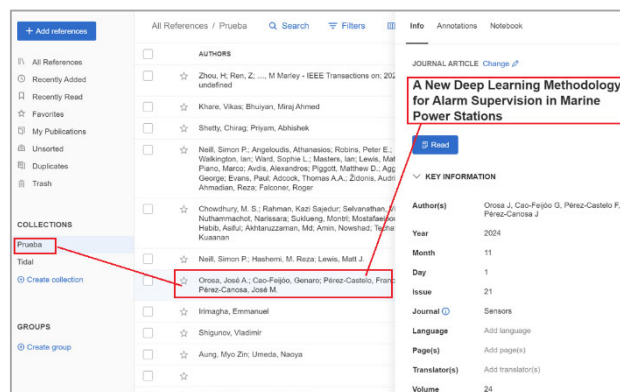 + Add references
All References
Recently Added
Recently Read
Favorites
My Publications
Unsorted
Duplicates
Trash
COLLECTIONS
Prueba
Tidal
Create collection
GROUPS
Create group
All References / Prueba
Search
Filters
AUTHORS
Zhou, H; Ren, Z; ..., M Marley - IEEE Transactions on; 202
undefined
Khare, Vikas; Bhuiyan, Miraj Ahmed
Shetty, Chirag; Priyam, Abhishek
Neill, Simon P.; Angeloudis, Athanasios; Robins, Peter E.;
Walkington, Ian; Ward, Sophie L.; Masters, Ian; Lewis, Mat
Piano, Marco; Avdis, Alexandros; Piggott, Matthew D.; Agg
George; Evans, Paul; Adcock, Thomas A.A.; Židonis, Audri
Ahmadian, Reza; Falconer, Roger
Chowdhury, M. S.; Rahman, Kazi Sajedur; Selvanathan, Vi
Nuthammachot, Narissara; Suklueng, Montri;
Habib, Asiful; Akhtaruzzaman, Md; Amin, Nowshad;
Kuaanan
Neill, Simon P.; Hashemi, M. Reza; Lewis, Matt J.
Orosa, José A.; Cao-Feijóo, Genaro; Pérez-Castelo, Franc
Pérez-Canosa, José M.
Irimagha, Emmanuel
Shigunov, Vladimir
Aung, Myo Zin; Umeda, Naoya
Info
Annotations
Notebook
JOURNAL ARTICLE Change
A New Deep Learning Methodology
for Alarm Supervision in Marine
Power Stations
Read
KEY INFORMATION
Author(s) Orosa J, Cao-Feijóo G, Pérez-Castelo F,
Pérez-Canosa J
Year 2024
Month 11
Day 1
Issue 21
Journal Sensors
Language Add language
Page(s) Add page(s)
Translator(s) Add translator(s)
Volume 24